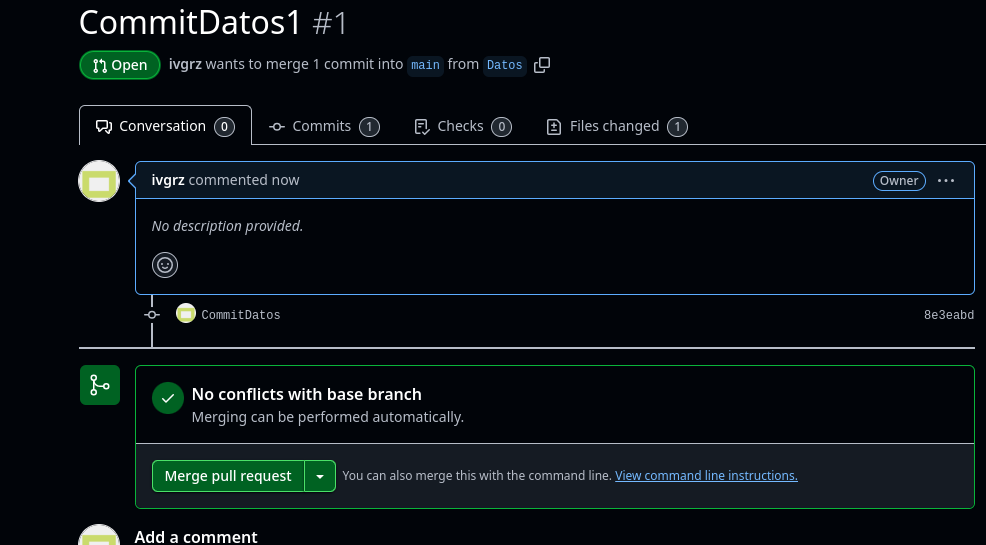 CommitDatos1 #1
Open ivgrz wants to merge 1 commit into main from Datos
Conversation 0 Commits 1 Checks 0 Files changed 1
ivgrz commented now Owner
No description provided.
CommitDatos 8e3eabd
No conflicts with base branch
Merging can be performed automatically.
Merge pull request You can also merge this with the command line. View command line instructions.
Add a comment